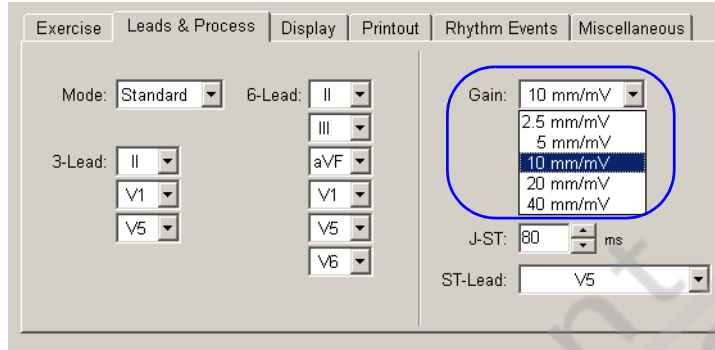 Exercise Leads & Process Display Printout Rhythm Events Miscellaneous
Mode: Standard 6-Lead: II
III
3-Lead: II aVF
V1 V1
V5 V5
V6
Gain: 10 mm/mV
2.5 mm/mV
5 mm/mV
10 mm/mV
20 mm/mV
40 mm/mV
J-ST: 80 ms
ST-Lead: V5